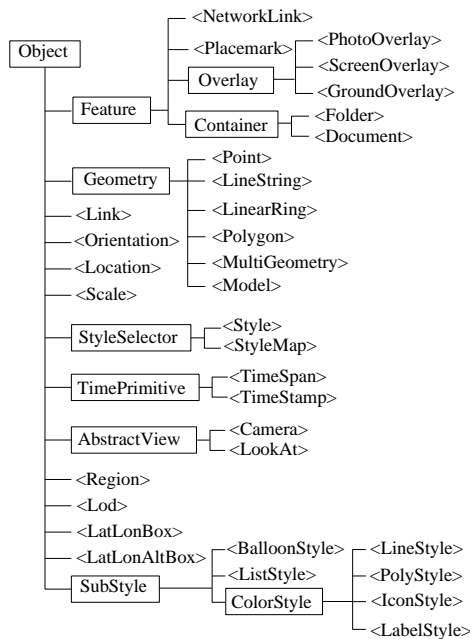 <NetworkLink>
Object
<Placemark>
<PhotoOverlay>
Overlay
<ScreenOverlay>
<GroundOverlay>
Feature
Container
<Folder>
<Document>
<Point>
Geometry
<LineString>
<Link>
<LinearRing>
<Orientation>
<Polygon>
<Location>
<MultiGeometry>
<Scale>
<Model>
StyleSelector
<Style>
<StyleMap>
TimePrimitive
<TimeSpan>
<TimeStamp>
AbstractView
<Camera>
<LookAt>
<Region>
<Lod>
<LatLonBox>
<LatLonAltBox>
SubStyle
<BalloonStyle>
<ListStyle>
ColorStyle
<LineStyle>
<PolyStyle>
<IconStyle>
<LabelStyle>